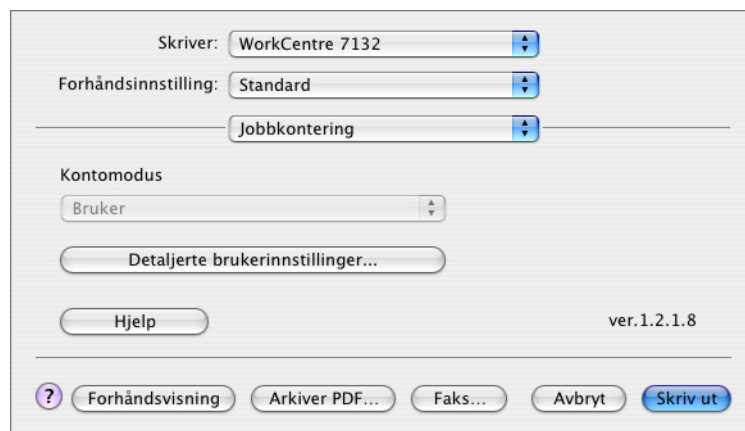 Skriver: WorkCentre 7132
Forhåndsinnstilling: Standard
Jobbkontering
Kontomodus
Bruker
Detaljerte brukerinnstillinger...
Hjelp ver.1.2.1.8
? Forhåndsvisning Arkiver PDF... Faks... Avbryt Skriv ut